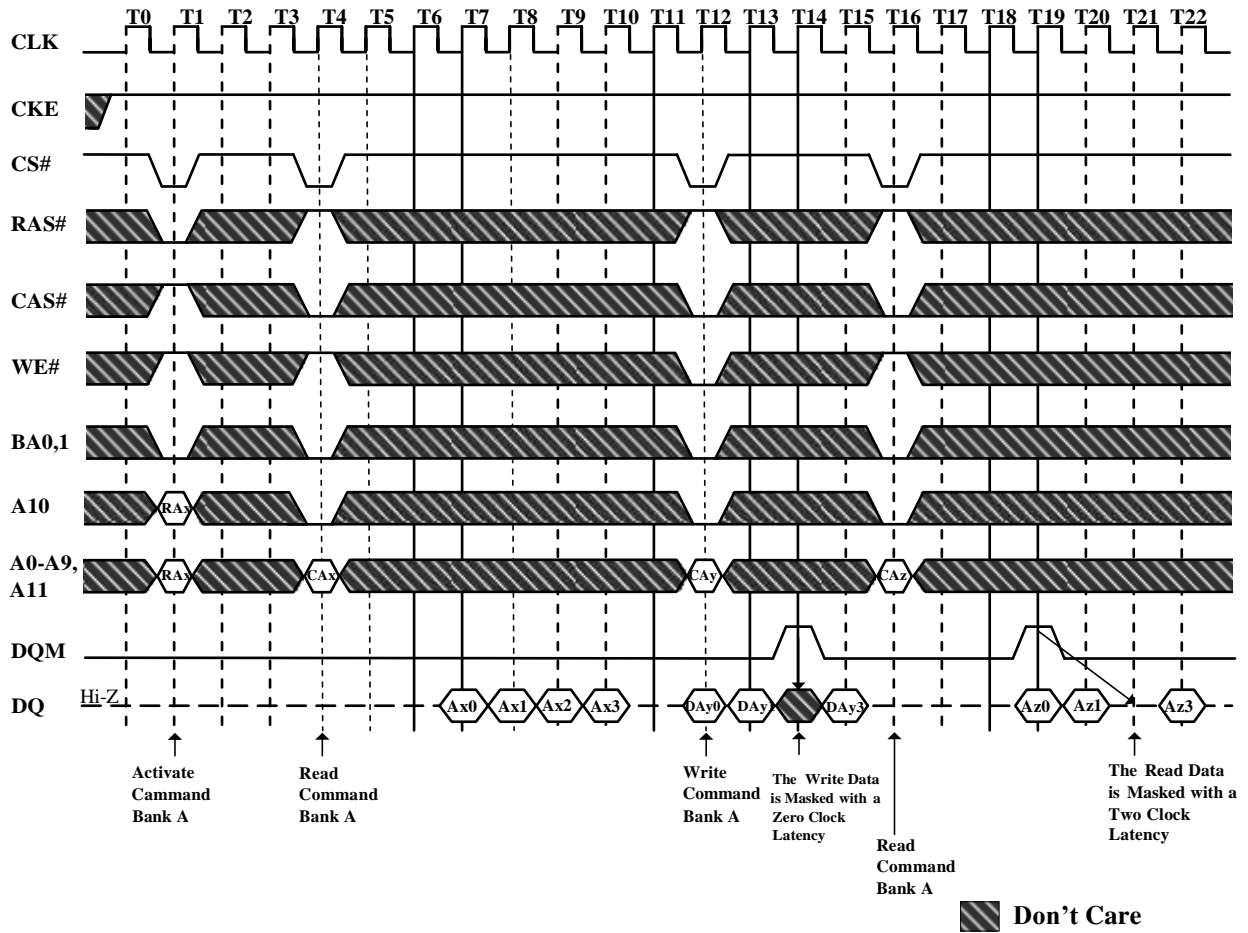 T0 T1 T2 T3 T4 T5 T6 T7 T8 T9 T10 T11 T12 T13 T14 T15 T16 T17 T18 T19 T20 T21 T22
CLK
CKE
CS#
RAS#
CAS#
WE#
BA0,1
A10
RAx
A0-A9,
A11
RAx CAx CAy CAz
DQM
DQ
Hi-Z
Ax0 Ax1 Ax2 Ax3 DAy0 DAy1 DAy3 Az0 Az1 Az3
Activate
Cammand
Bank A
Read
Command
Bank A
Write
Command
Bank A
The Write Data
is Masked with a
Zero Clock
Latency
Read
Command
Bank A
The Read Data
is Masked with a
Two Clock
Latency
Don't Care